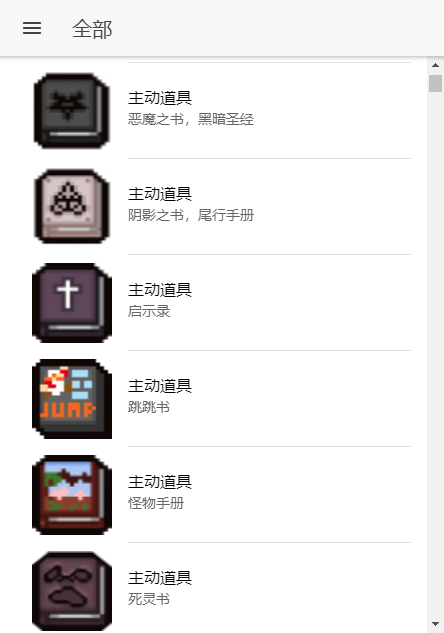 全部
主动道具
恶魔之书，黑暗圣经
主动道具
阴影之书，尾行手册
主动道具
启示录
JUMP
主动道具
跳跳书
主动道具
怪物手册
主动道具
死灵书